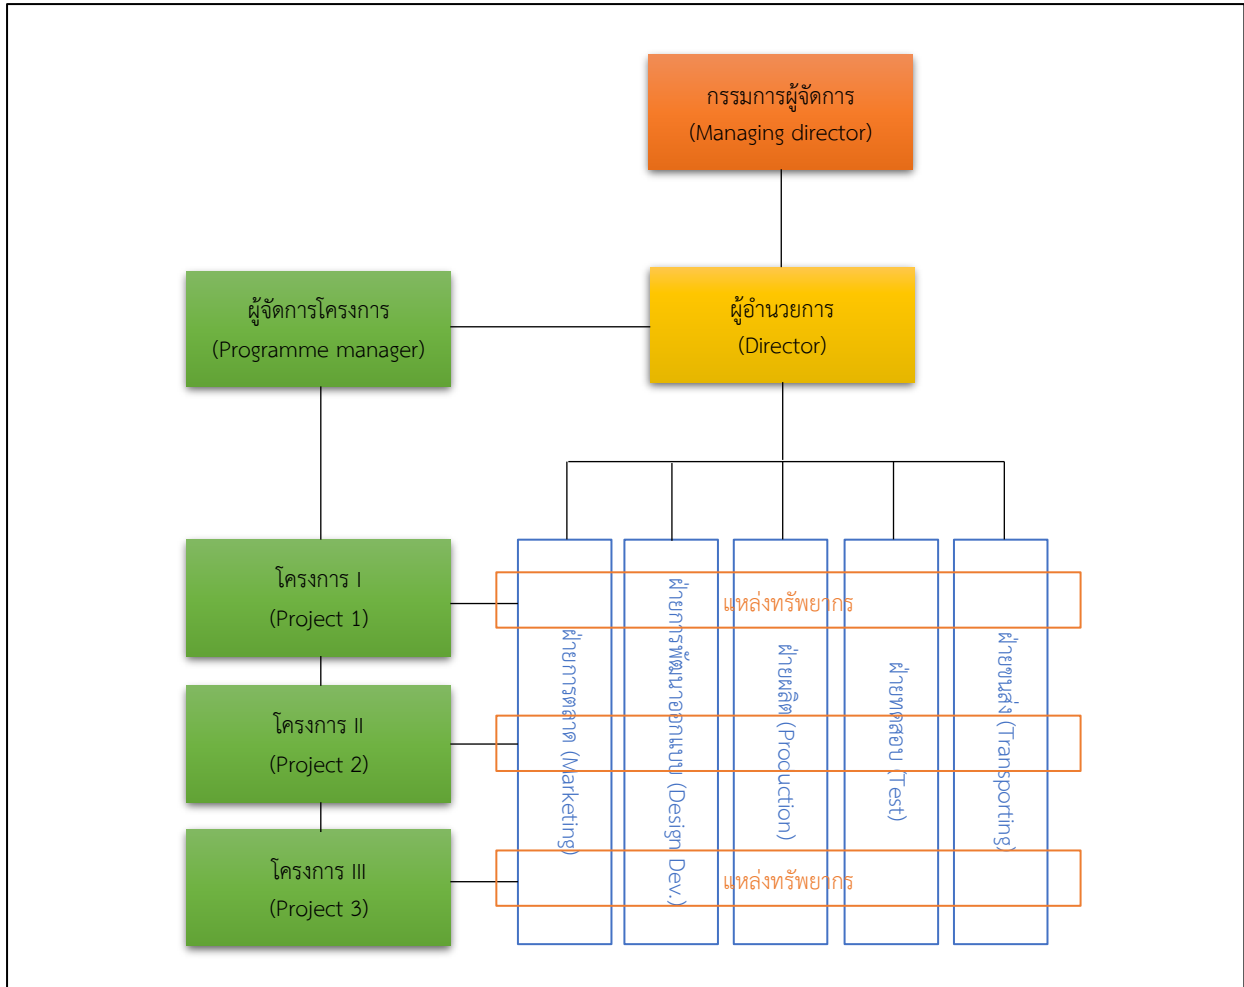 กรรมการผู้จัดการ
(Managing director)
ผู้จัดการโครงการ
(Programme manager)
ผู้อำนวยการ
(Director)
โครงการ I
(Project 1)
แหล่งทรัพยากร
โครงการ II
(Project 2)
โครงการ III
(Project 3)
แหล่งทรัพยากร
ฝ่ายการตลาด (Marketing)
ฝ่ายการพัฒนาออกแบบ (Design Dev.)
ฝ่ายผลิต (Production)
ฝ่ายทดสอบ (Test)
ฝ่ายขนส่ง (Transporting)